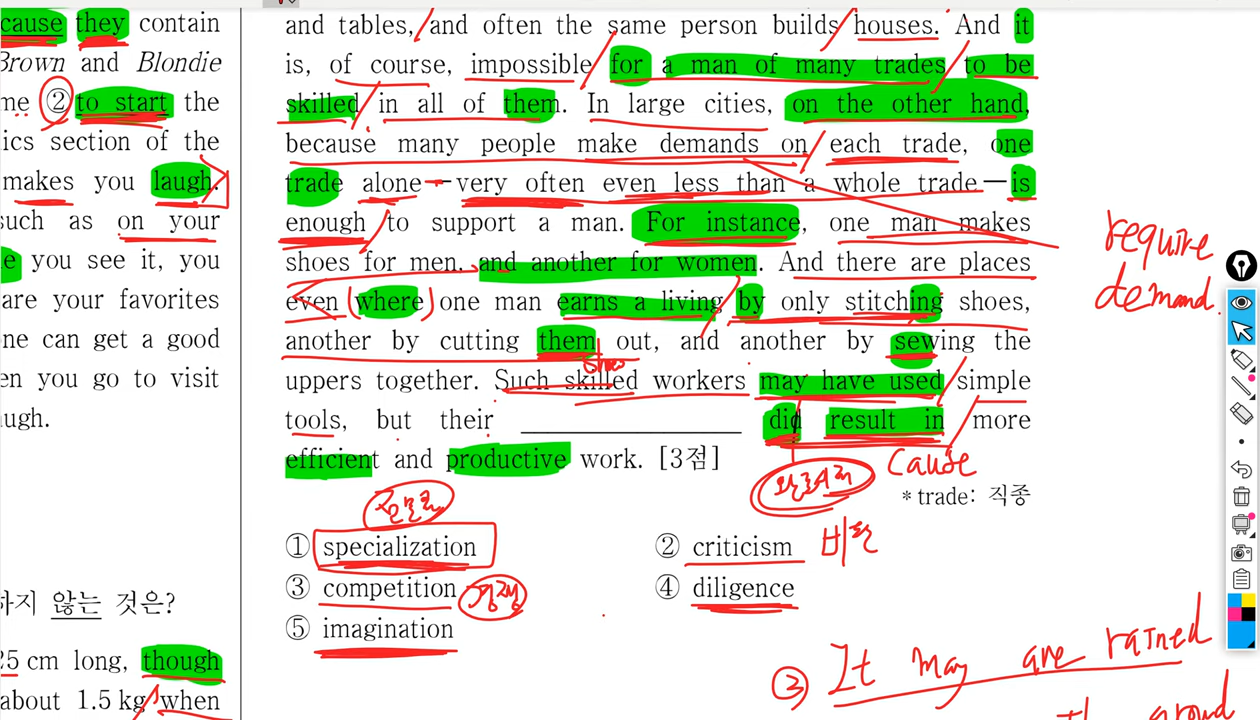 cause they contain
Brown and Blondie
me ② to start the
ics section of the
makes you laugh.
such as on your
e you see it, you
are your favorites
ne can get a good
en you go to visit
ugh.
하지 않는 것은?
25 cm long, though
about 1.5 kg when
and tables, and often the same person builds houses. And it
is, of course, impossible for a man of many trades to be
skilled in all of them. In large cities, on the other hand,
because many people make demands on each trade, one
trade alone—very often even less than a whole trade—is
enough to support a man. For instance, one man makes
shoes for men, and another for women. And there are places
even (where) one man earns a living by only stitching shoes,
another by cutting them out, and another by sewing the
shoes
uppers together. Such skilled workers may have used simple
tools, but their ____________ did result in more
efficient and productive work. [3점]
cause
* trade: 직종
① specialization
② criticism 비판
③ competition 경쟁
④ diligence
⑤ imagination
require
demand.
③ It may are rained
ground